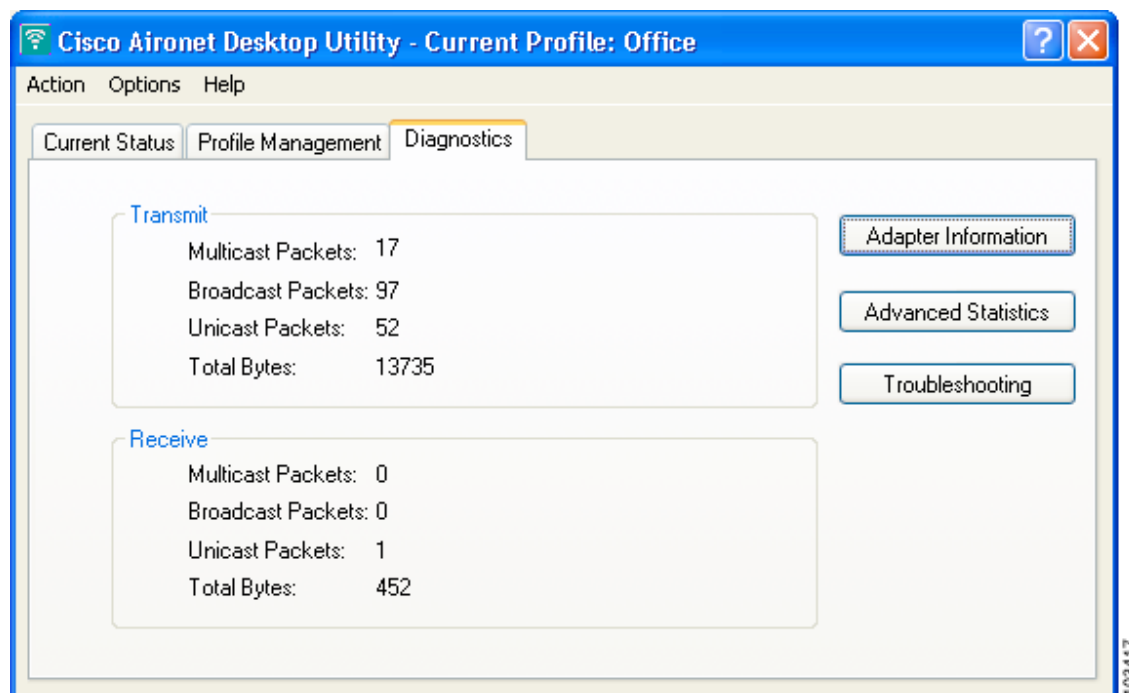 Cisco Aironet Desktop Utility - Current Profile: Office
Action Options Help
Current Status Profile Management Diagnostics
Transmit
Multicast Packets: 17
Broadcast Packets: 97
Unicast Packets: 52
Total Bytes: 13735
Adapter Information
Advanced Statistics
Troubleshooting
Receive
Multicast Packets: 0
Broadcast Packets: 0
Unicast Packets: 1
Total Bytes: 452